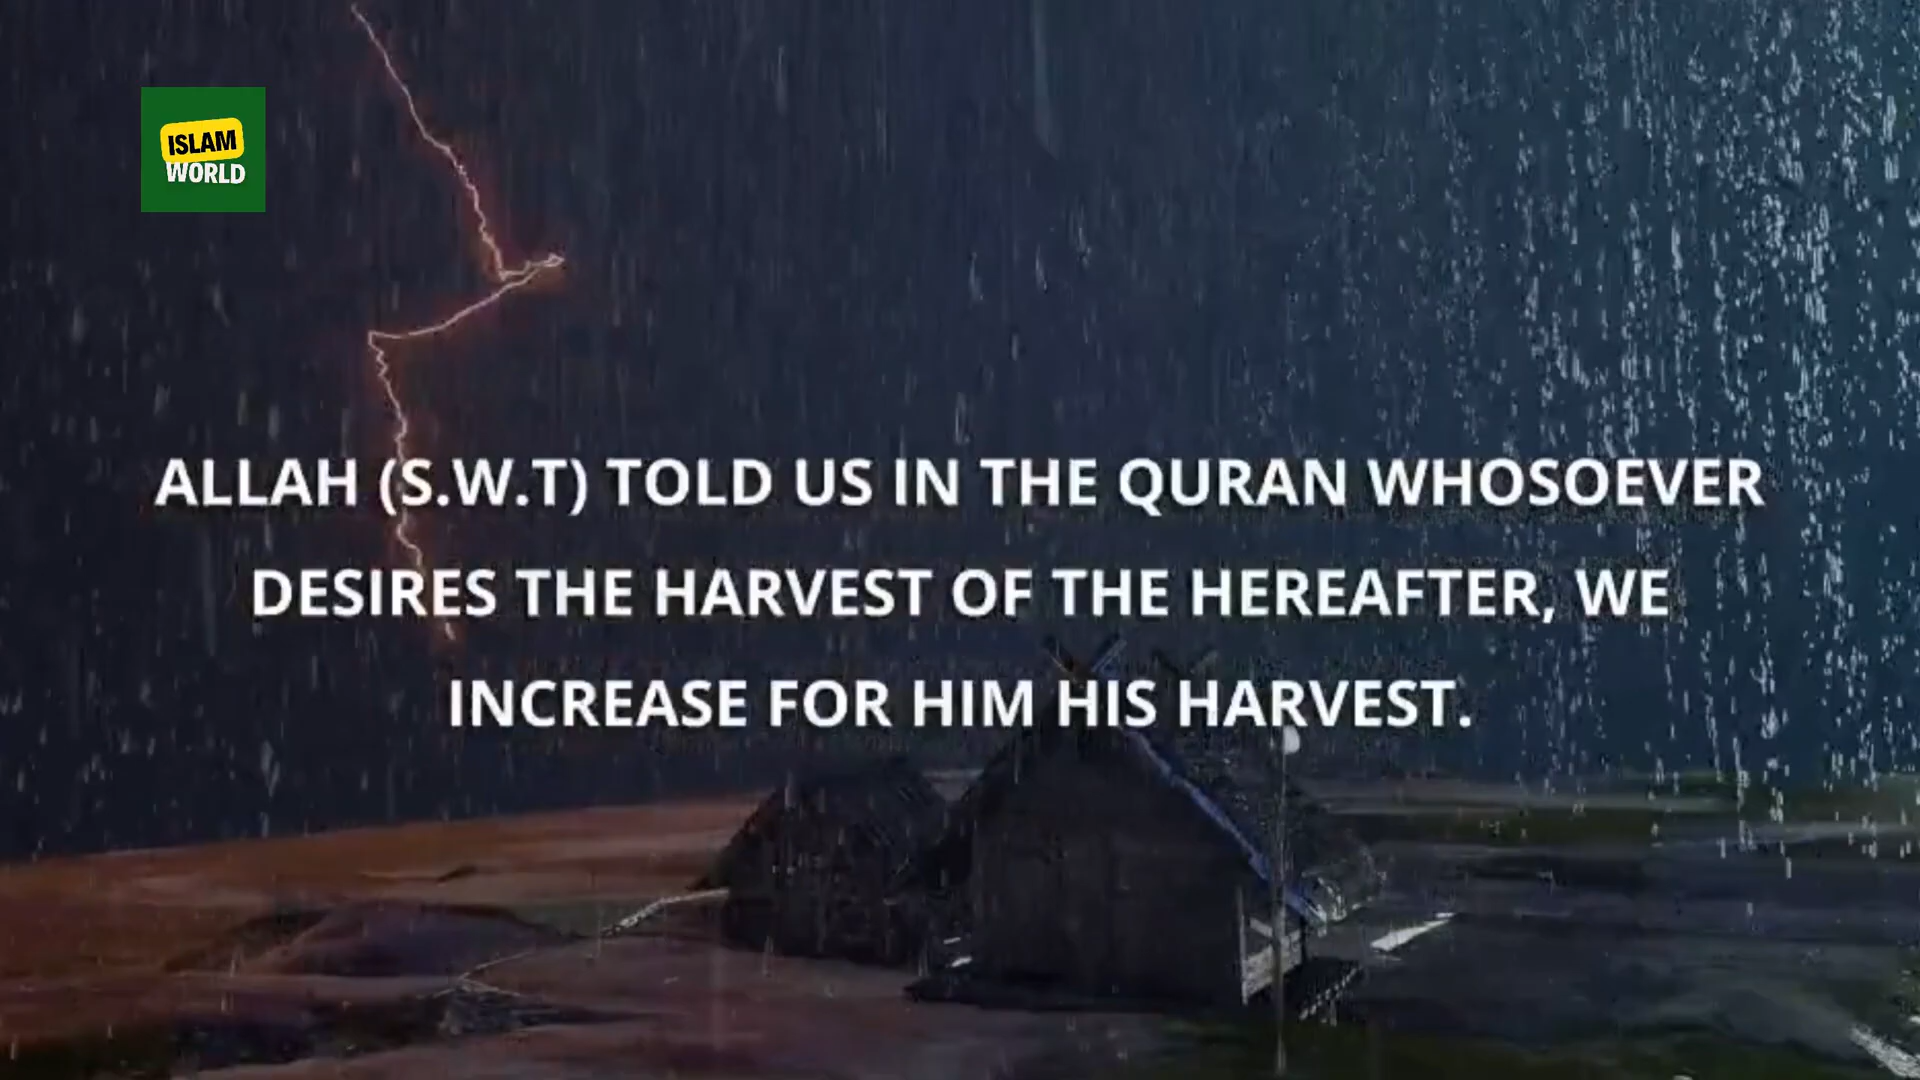 ISLAM
WORLD
ALLAH (S.W.T) TOLD US IN THE QURAN WHOSOEVER
DESIRES THE HARVEST OF THE HEREAFTER, WE
INCREASE FOR HIM HIS HARVEST.